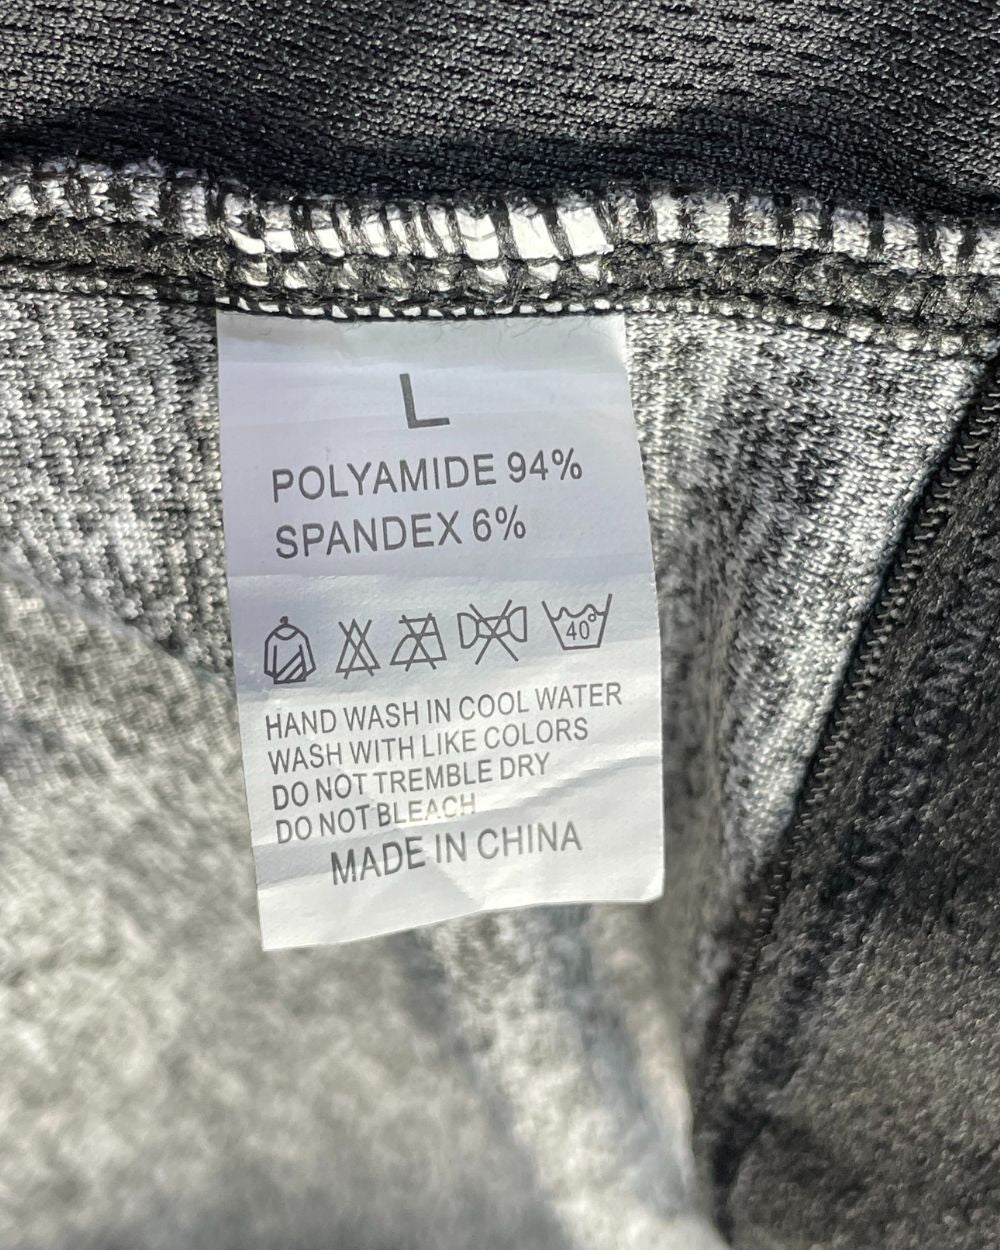 L
POLYAMIDE 94%
SPANDEX 6%
40°
HAND WASH IN COOL WATER
WASH WITH LIKE COLORS
DO NOT TREMBLE DRY
DO NOT BLEACH
MADE IN CHINA